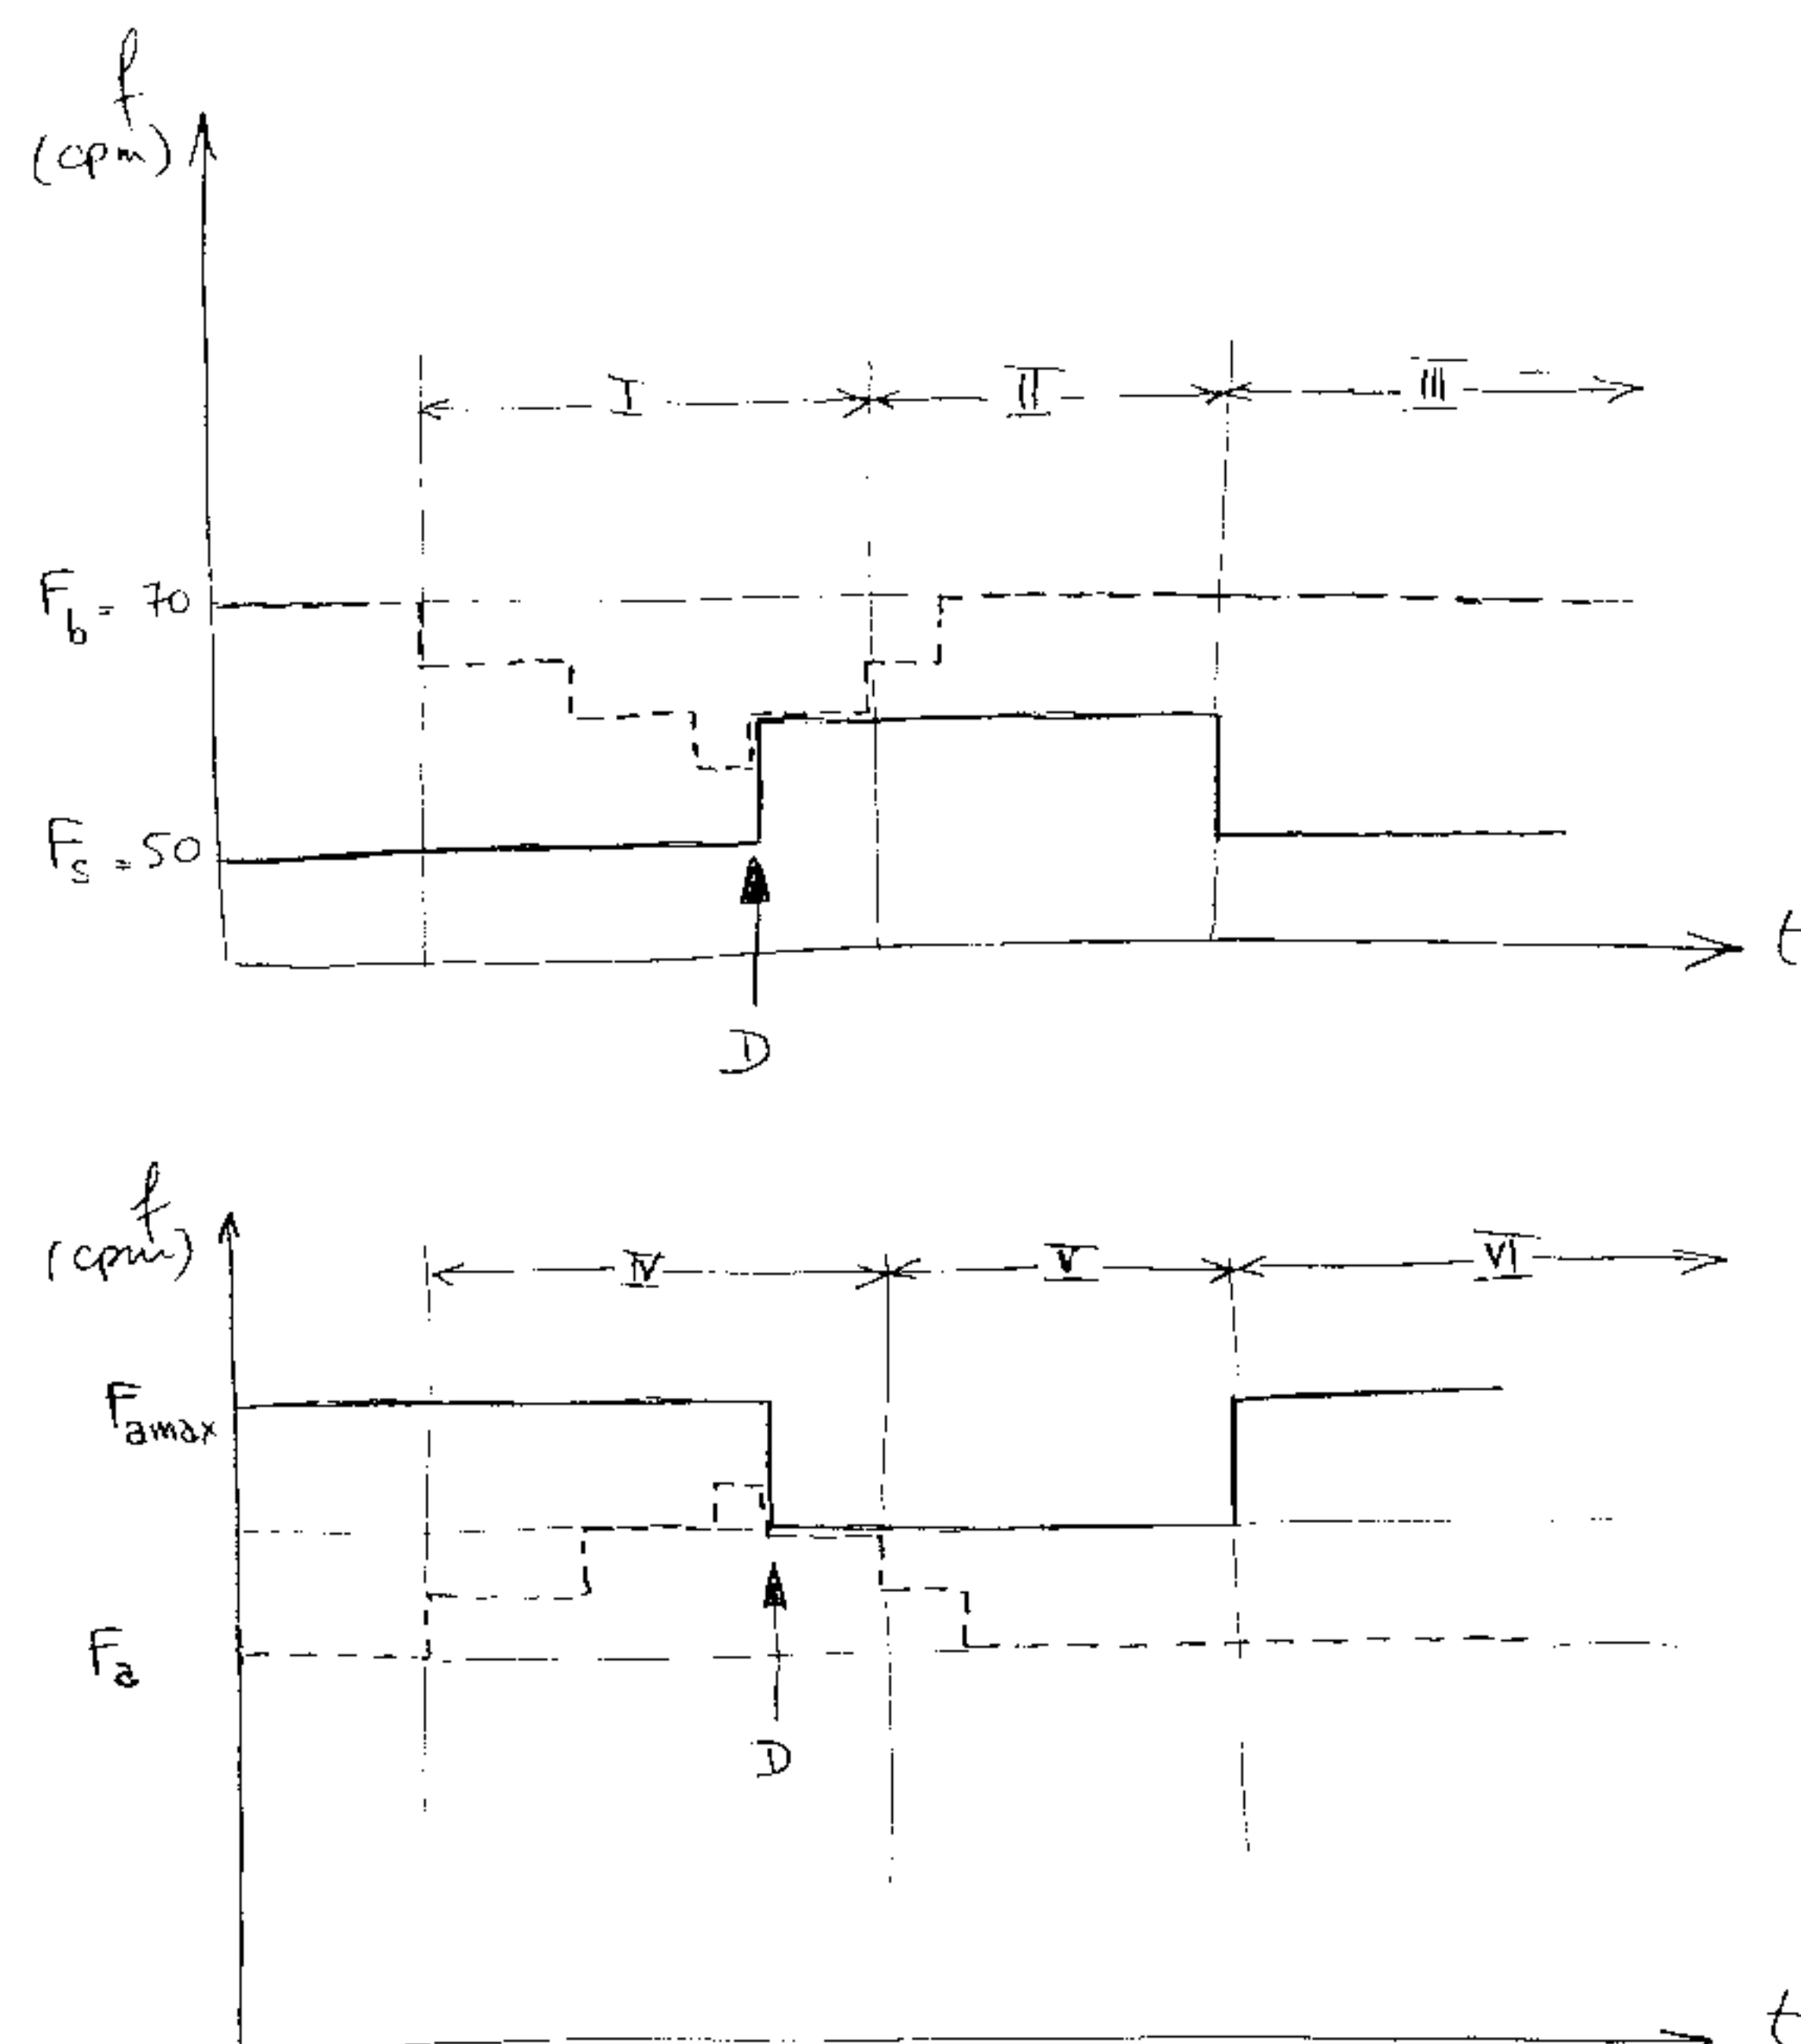 f
(cpm)
I II III
F_b = 70
F_s = 50
t
D
f
(cpm)
IV V VI
F_amax
F_a
D
t